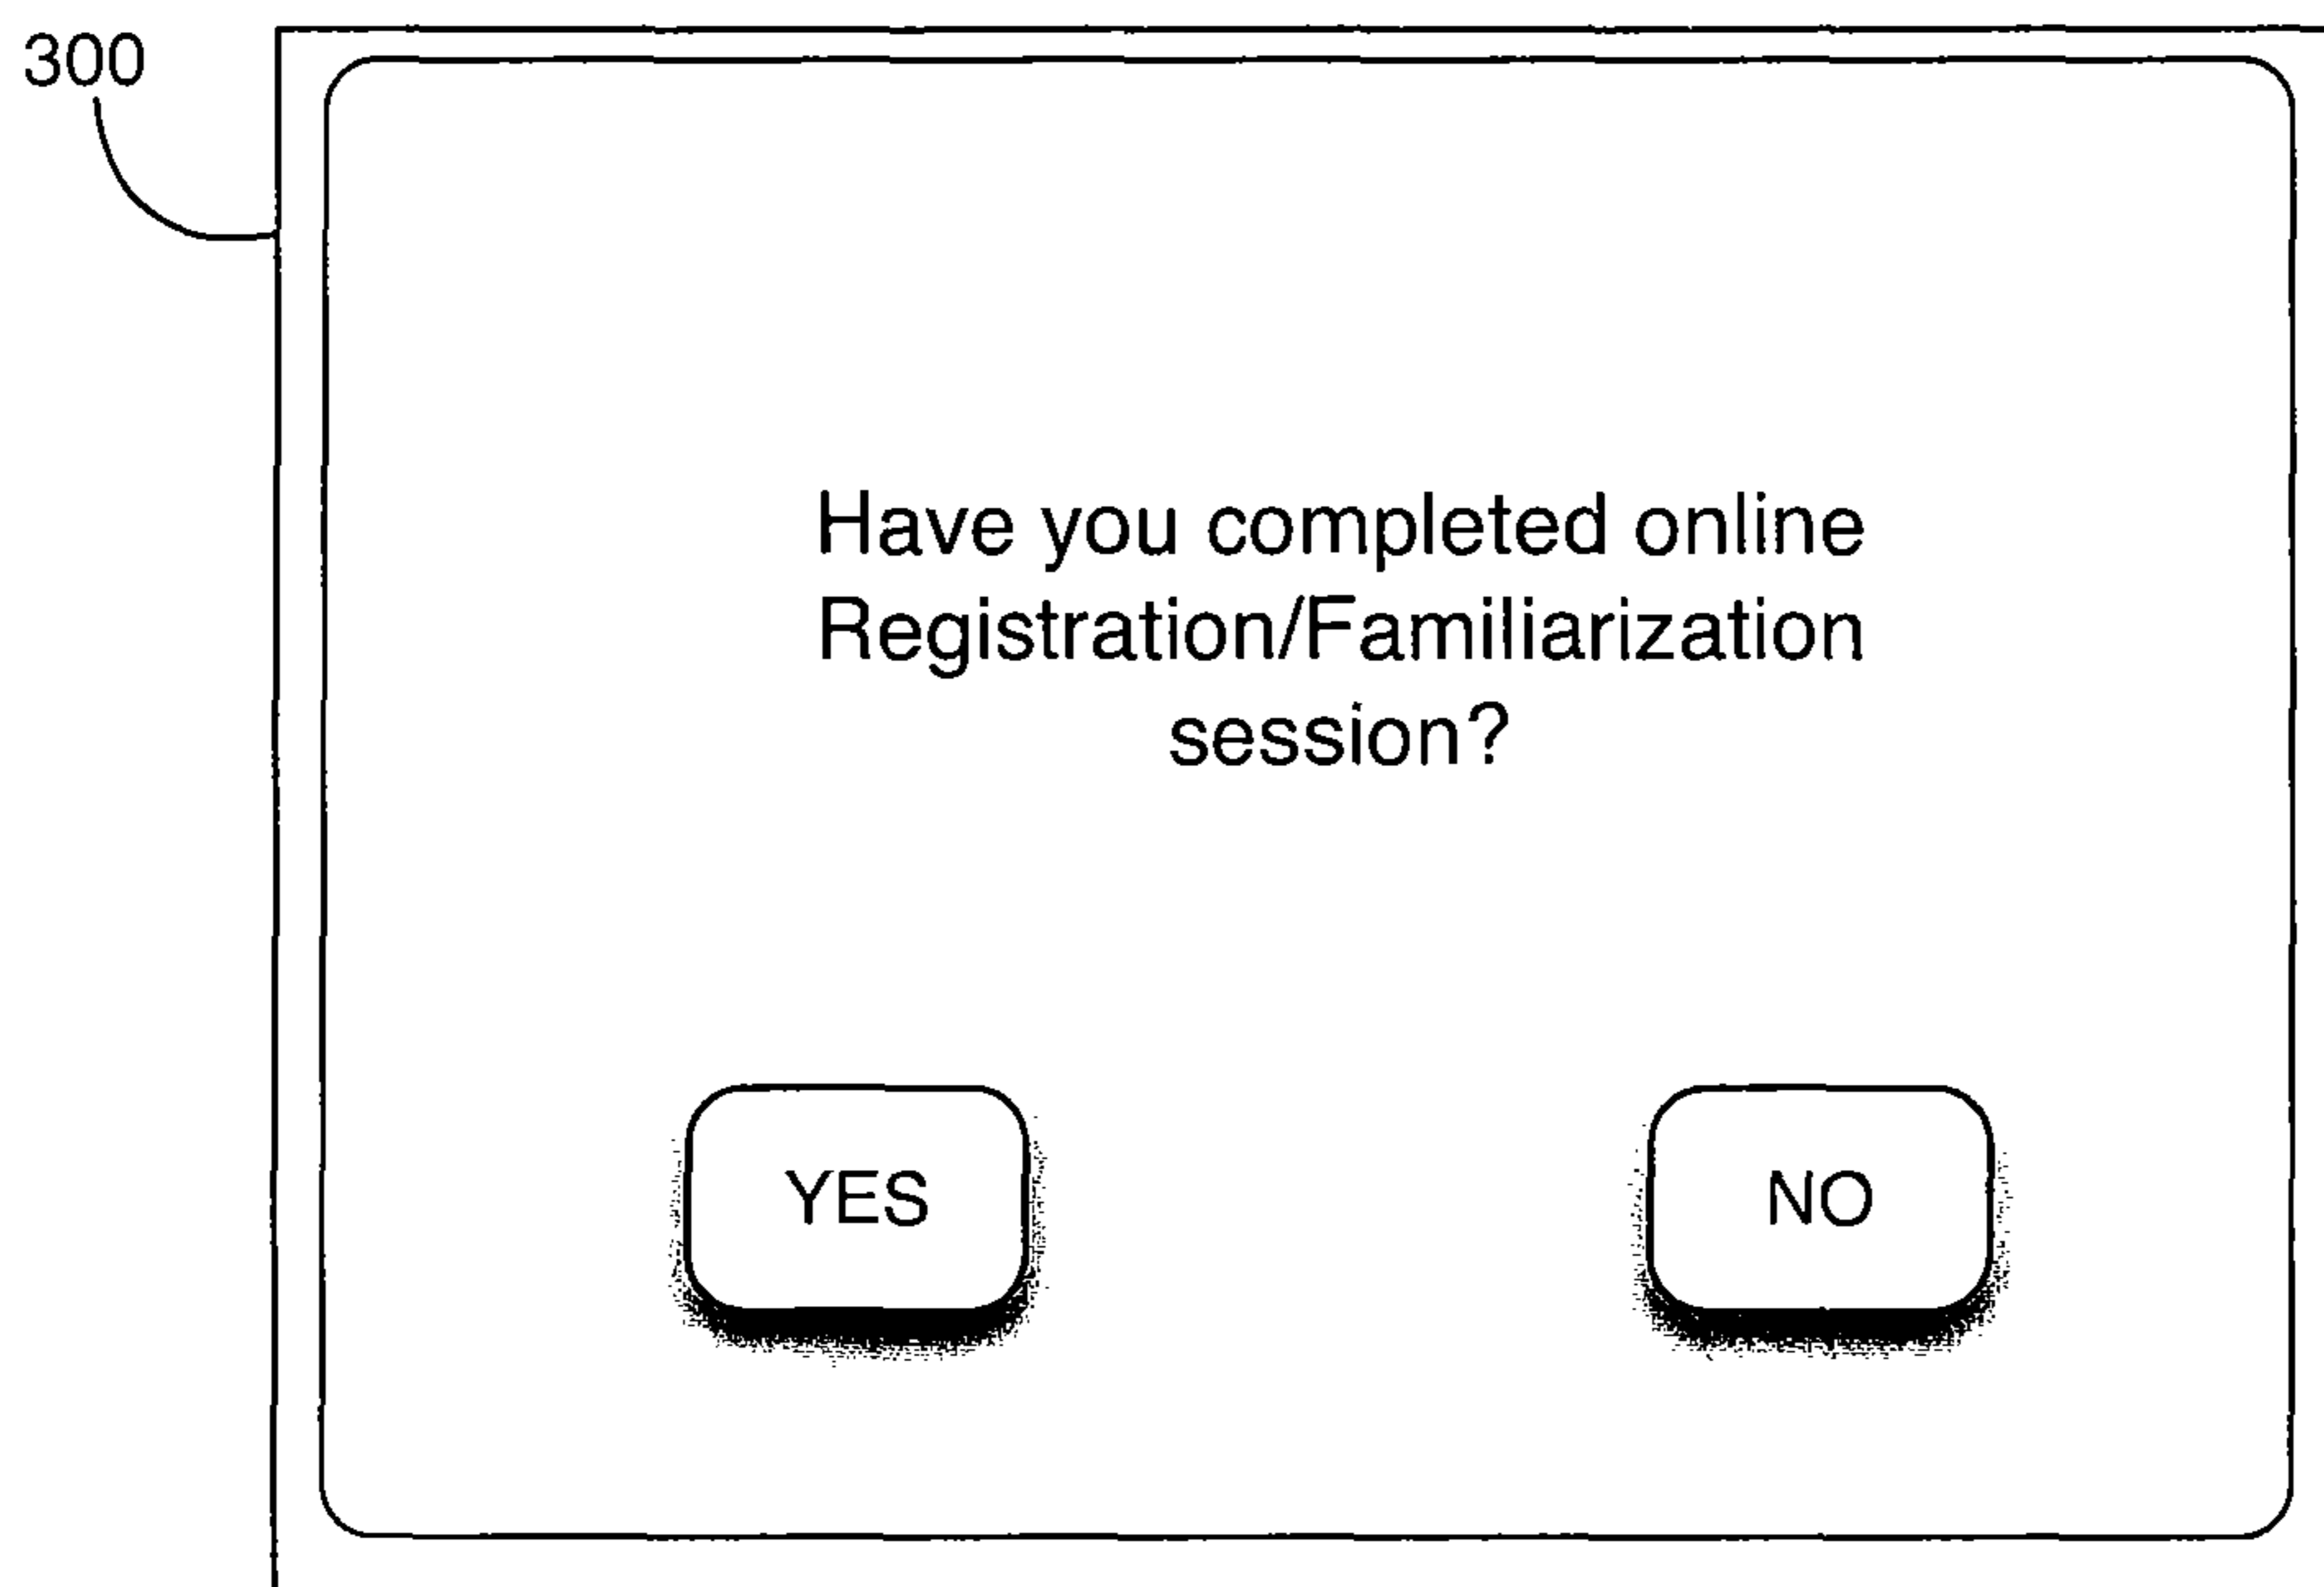 300
Have you completed online
Registration/Familiarization
session?
YES
NO